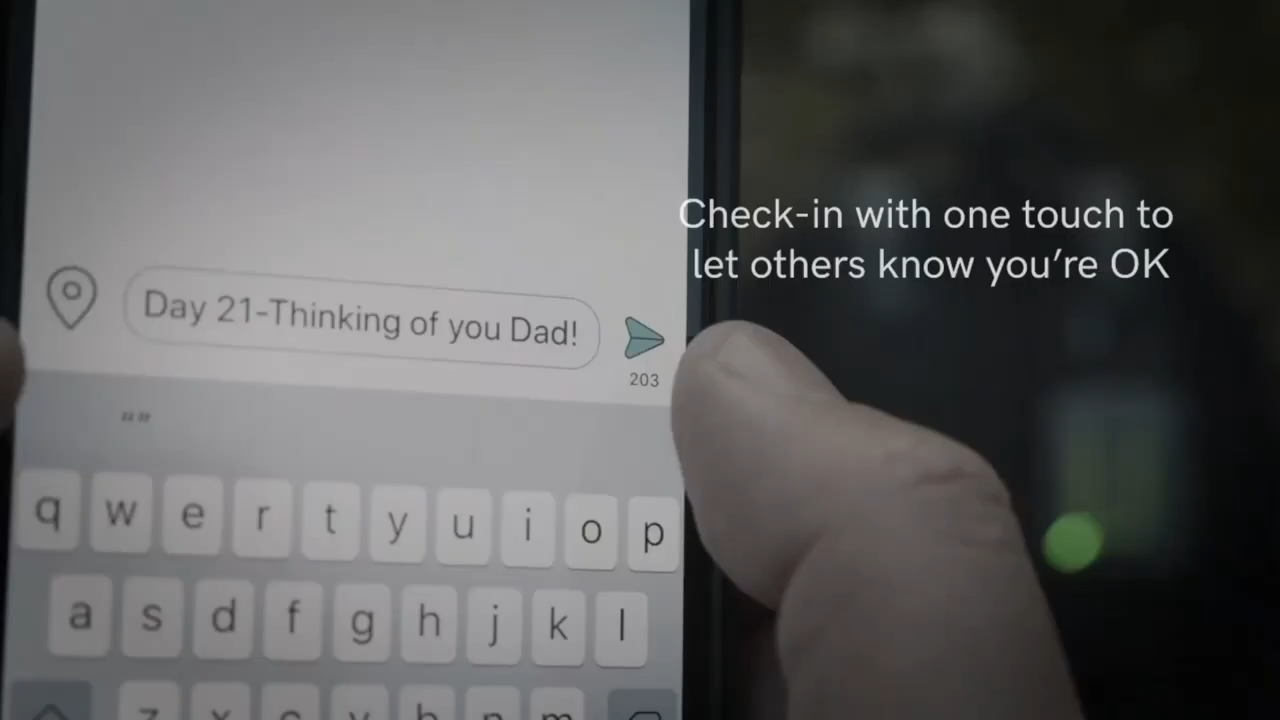 Check-in with one touch to
let others know you're OK
Day 21-Thinking of you Dad!
203
“”
q w e r t y u i o p
a s d f g h j k l
z x c v b n m